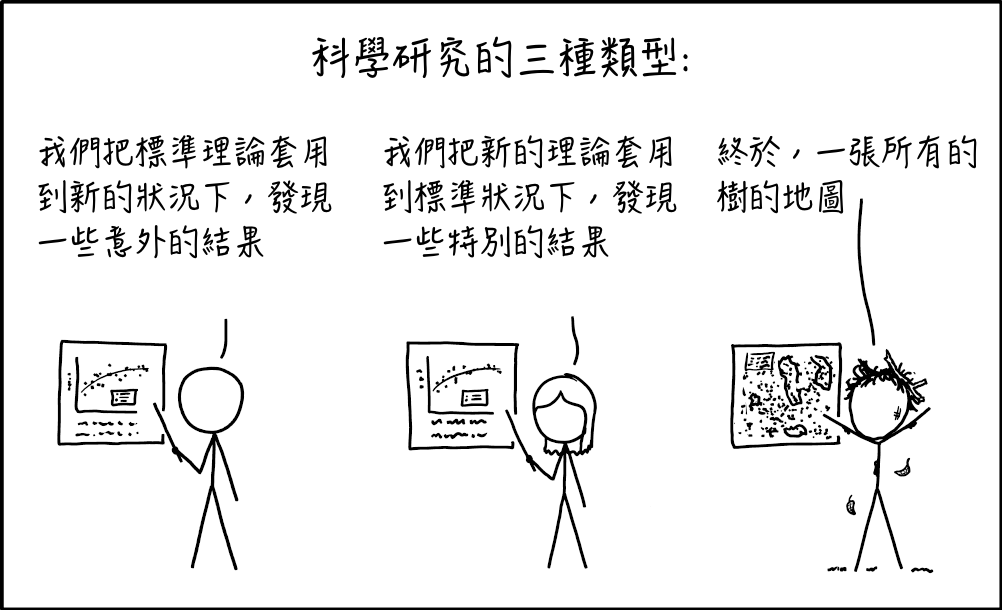 科學研究的三種類型:
我們把標準理論套用
到新的狀況下，發現
一些意外的結果
我們把新的理論套用
到標準狀況下，發現
一些特別的結果
終於，一張所有的
樹的地圖